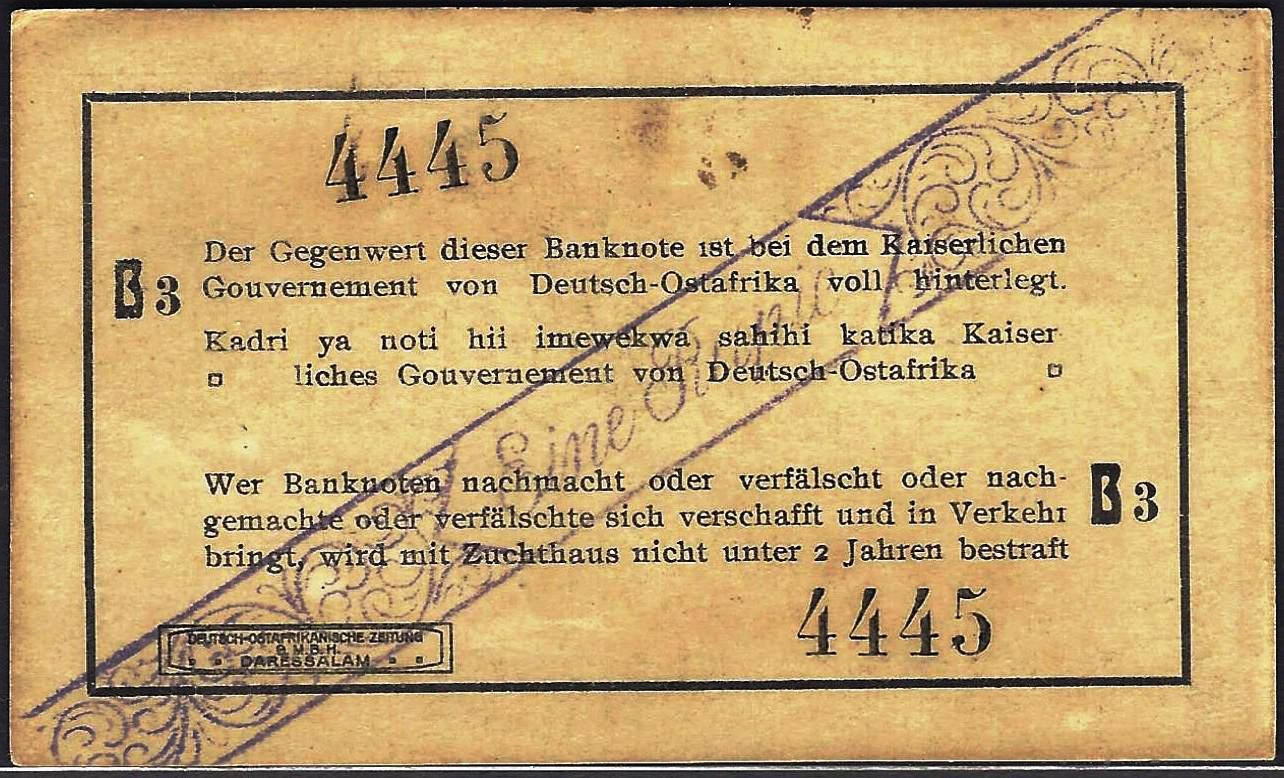 4445
Der Gegenwert dieser Banknote ist bei dem Kaiserlichen
B 3 Gouvernement von Deutsch-Ostafrika voll hinterlegt.
Kadri ya noti hii imewekwa sahihi katika Kaiser
liches Gouvernement von Deutsch-Ostafrika
Eine Rupie
Wer Banknoten nachmacht oder verfälscht oder nach-
gemachte oder verfälschte sich verschafft und in Verkehr B 3
bringt, wird mit Zuchthaus nicht unter 2 Jahren bestraft
4445
DEUTSCH-OSTAFRIKANISCHE ZEITUNG
G.M.B.H.
DARESSALAM